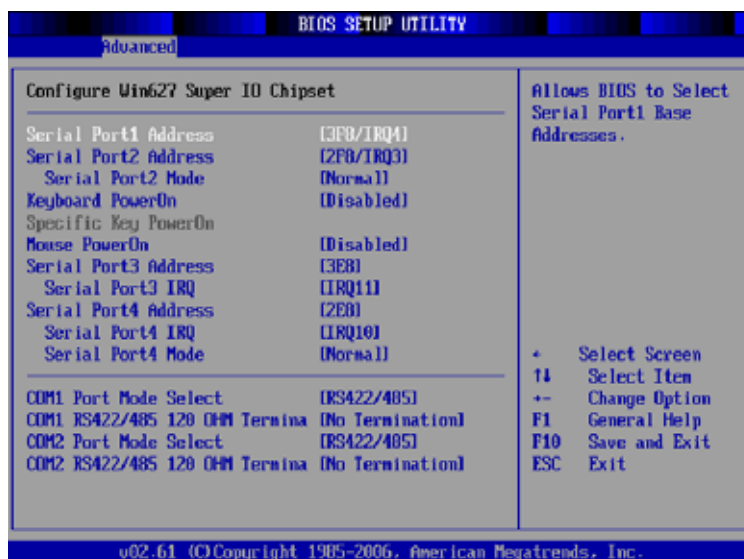 BIOS SETUP UTILITY
Advanced
Configure Win627 Super IO Chipset
Serial Port1 Address [3F8/IRQ4]
Serial Port2 Address [2F8/IRQ3]
Serial Port2 Mode [Normal]
Keyboard PowerOn [Disabled]
Specific Key PowerOn
Mouse PowerOn [Disabled]
Serial Port3 Address [3E8]
Serial Port3 IRQ [IRQ11]
Serial Port4 Address [2E8]
Serial Port4 IRQ [IRQ10]
Serial Port4 Mode [Normal]
COM1 Port Mode Select [RS422/485]
COM1 RS422/485 120 OHM Termina [No Termination]
COM2 Port Mode Select [RS422/485]
COM2 RS422/485 120 OHM Termina [No Termination]
Allows BIOS to Select
Serial Port1 Base
Addresses.
← Select Screen
↑↓ Select Item
+- Change Option
F1 General Help
F10 Save and Exit
ESC Exit
v02.61 (C)Copyright 1985-2006, American Megatrends, Inc.